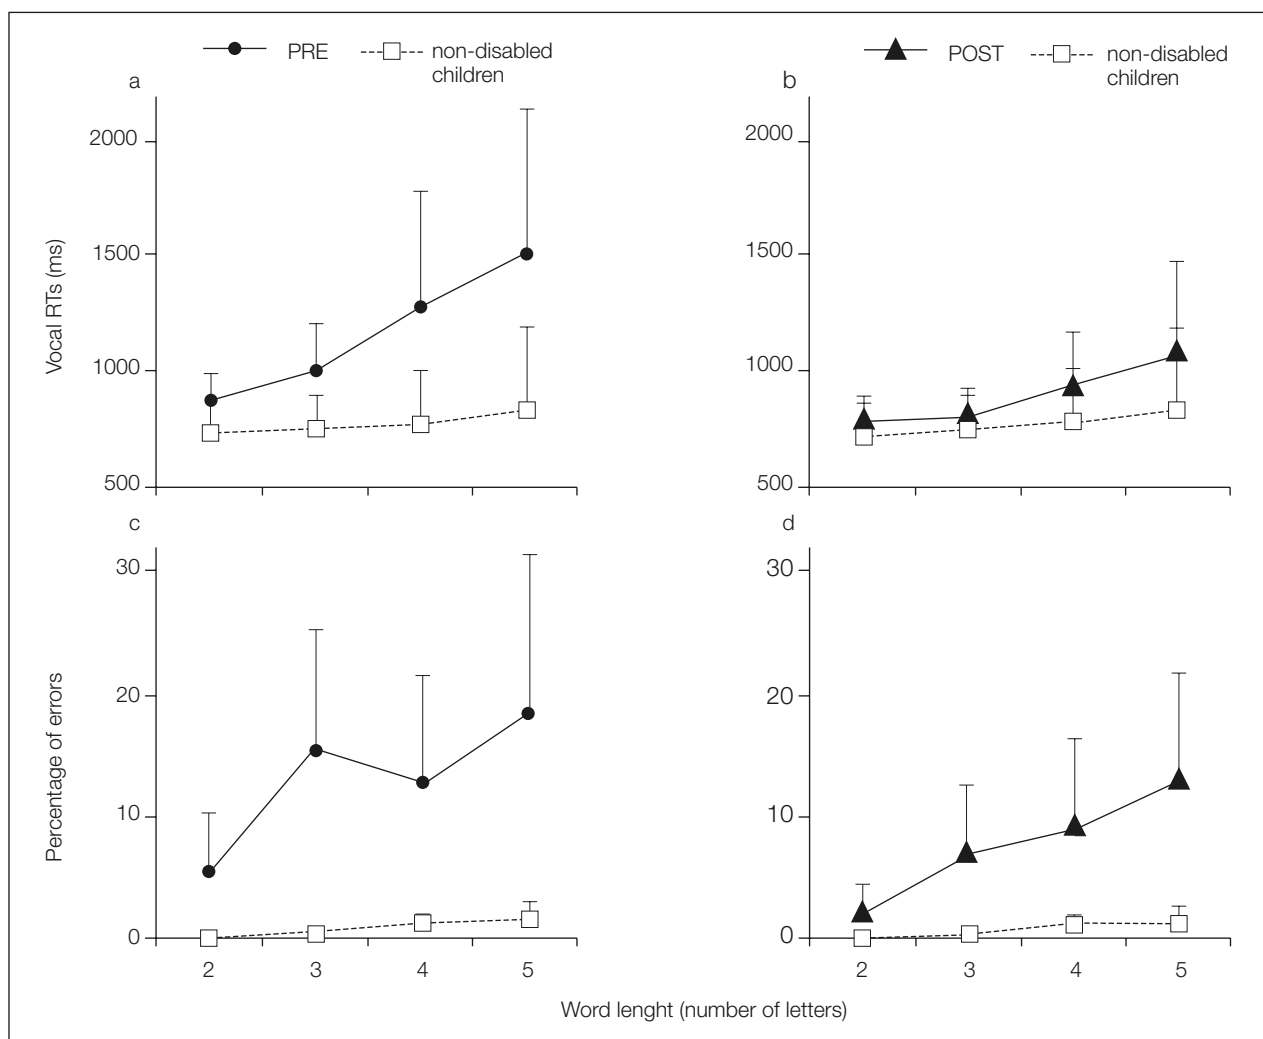 PRE
non-disabled
children
POST
non-disabled
children
a
b
Vocal RTs (ms)
2000
1500
1000
500
2000
1500
1000
500
c
d
Percentage of errors
30
20
10
0
30
20
10
0
2 3 4 5
2 3 4 5
Word lenght (number of letters)